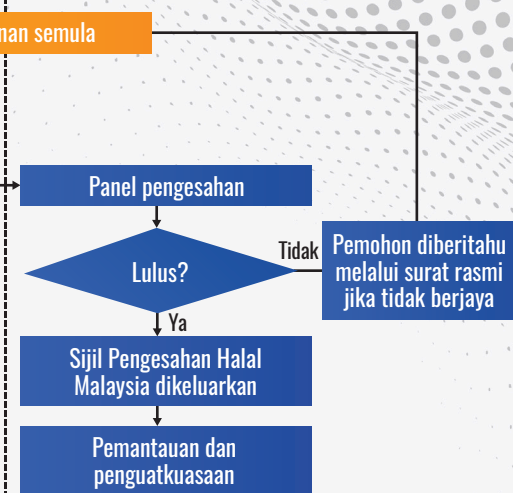 semula
Panel pengesahan
Lulus?
Tidak
Pemohon diberitahu
melalui surat rasmi
jika tidak berjaya
Ya
Sijil Pengesahan Halal
Malaysia dikeluarkan
Pemantauan dan
penguatkuasaan